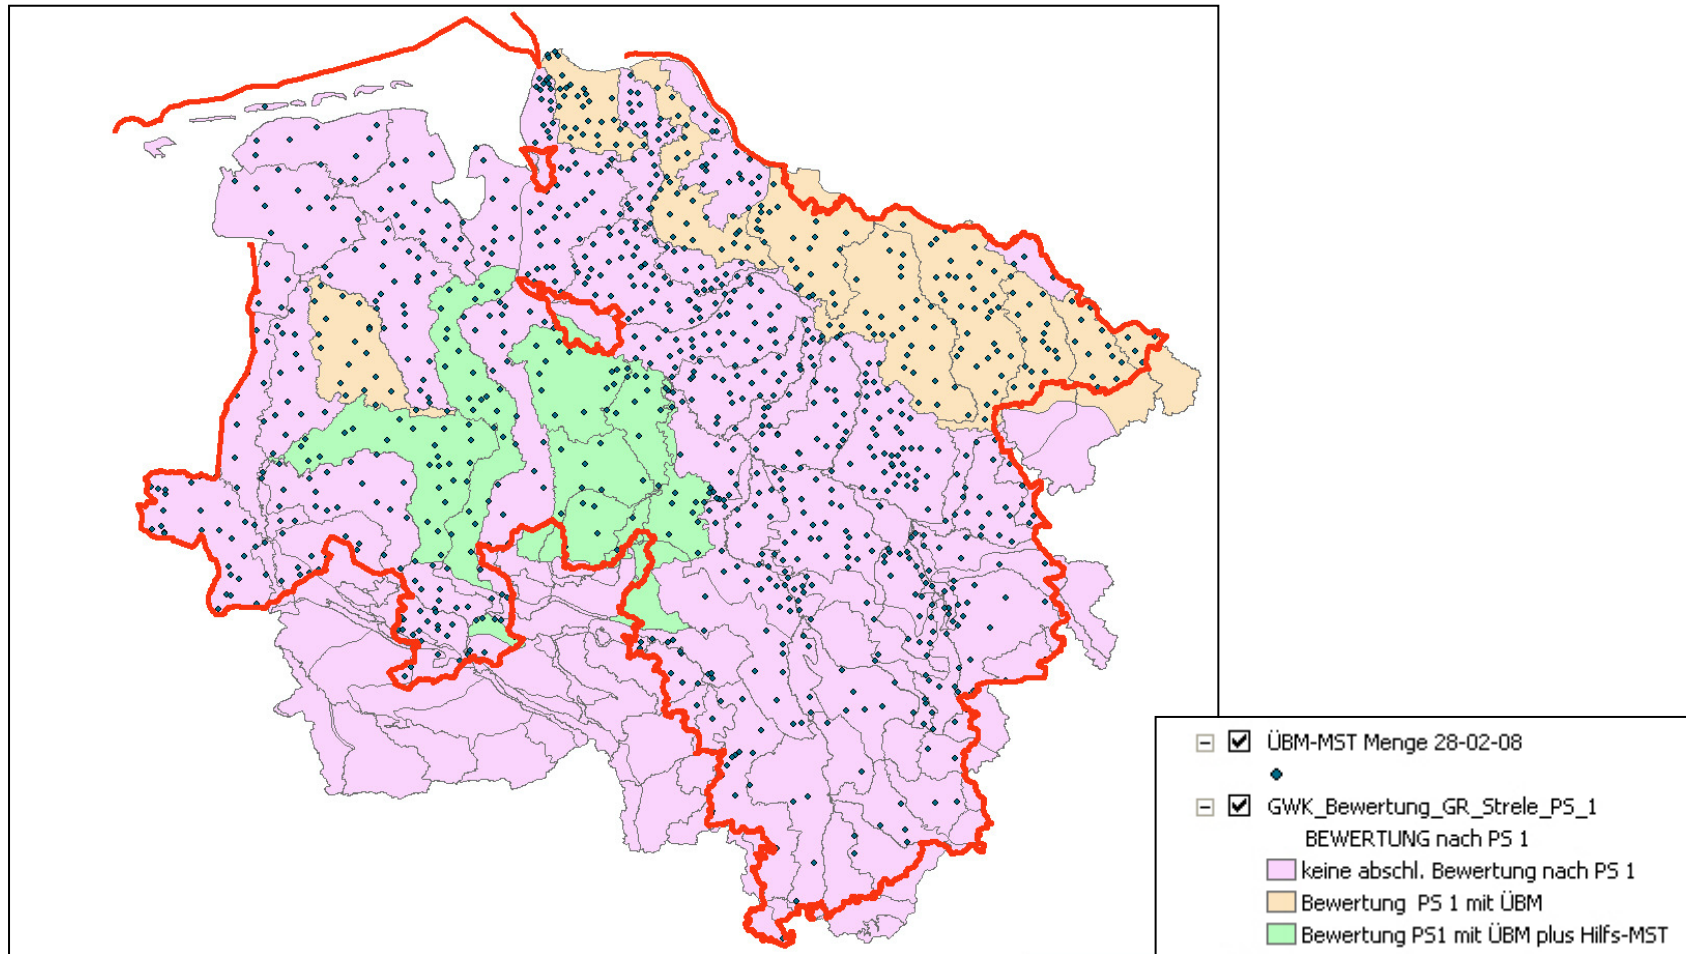 ÜBM-MST Menge 28-02-08
GWK_Bewertung_GR_Strele_PS_1
BEWERTUNG nach PS 1
keine abschl. Bewertung nach PS 1
Bewertung PS 1 mit ÜBM
Bewertung PS1 mit ÜBM plus Hilfs-MST